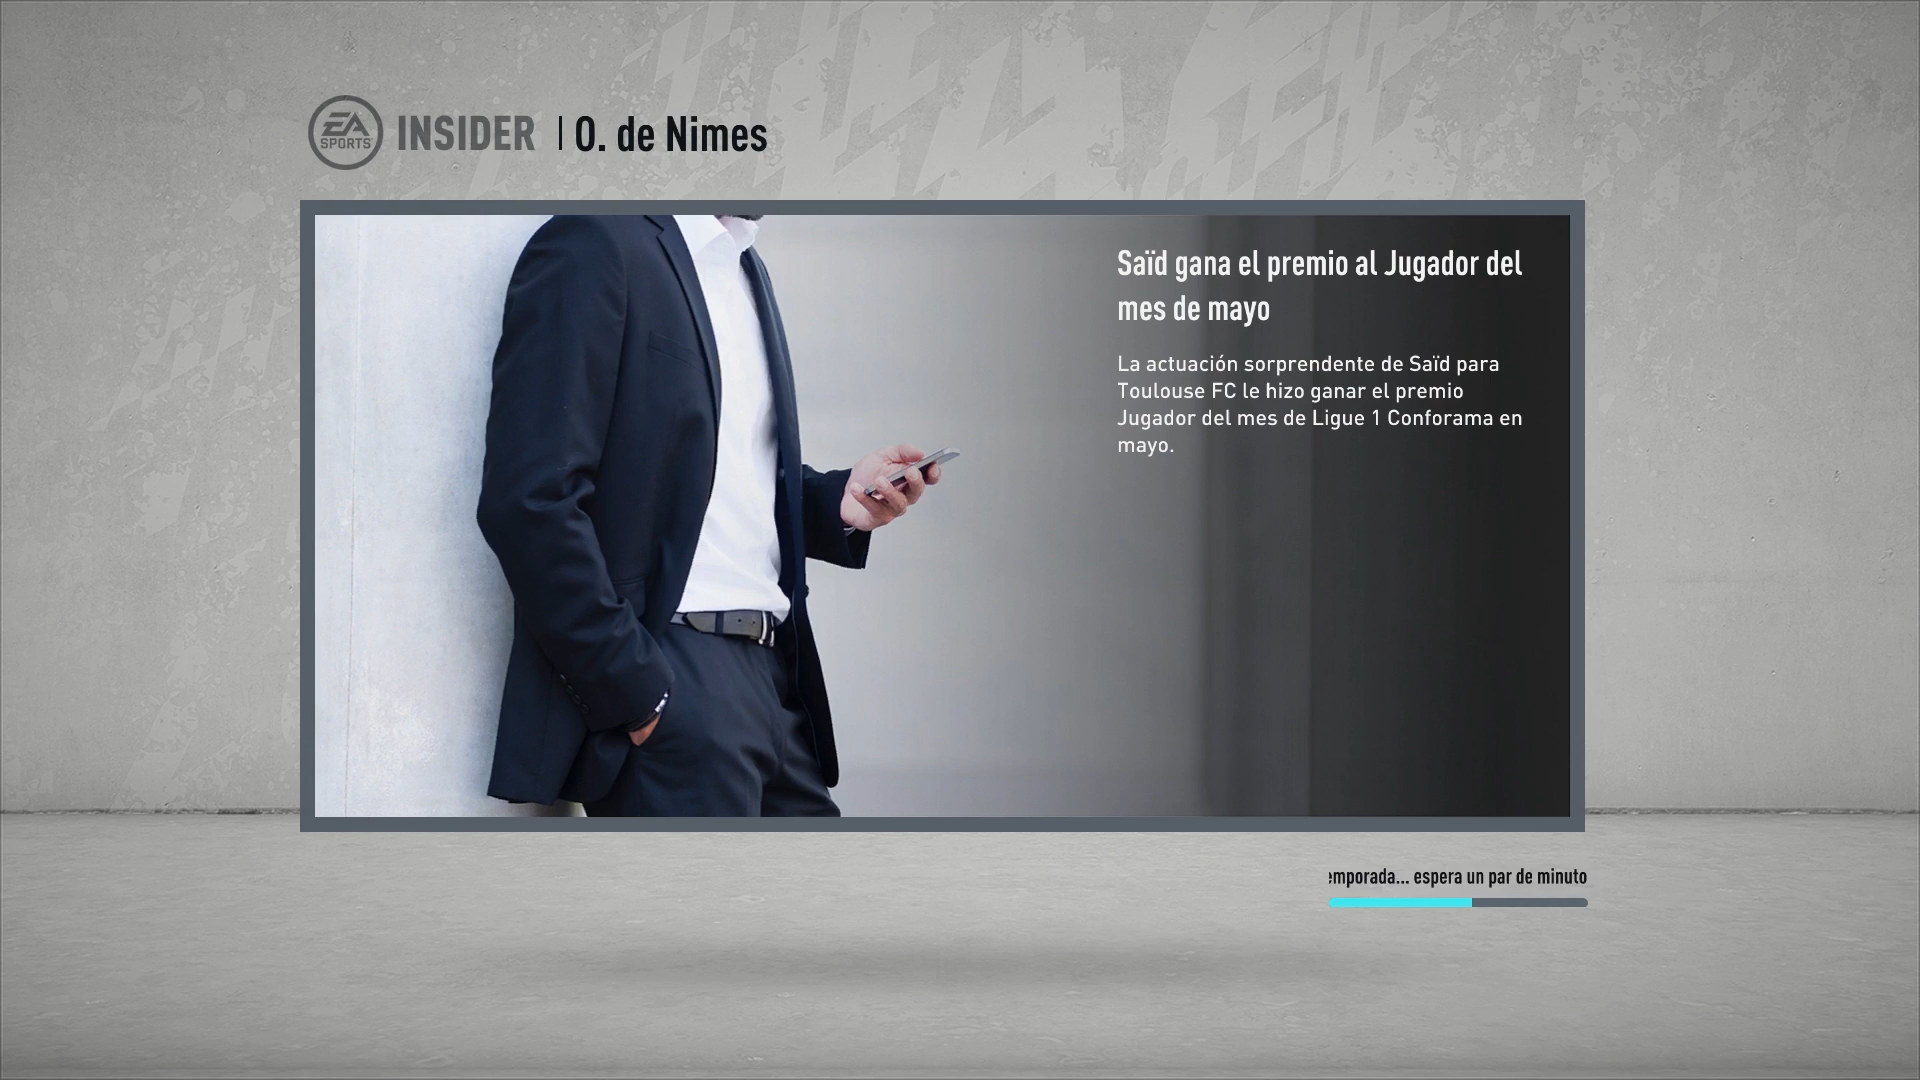 EA SPORTS INSIDER | O. de Nimes
Saïd gana el premio al Jugador del
mes de mayo
La actuación sorprendente de Saïd para
Toulouse FC le hizo ganar el premio
Jugador del mes de Ligue 1 Conforama en
mayo.
emporada... espera un par de minuto